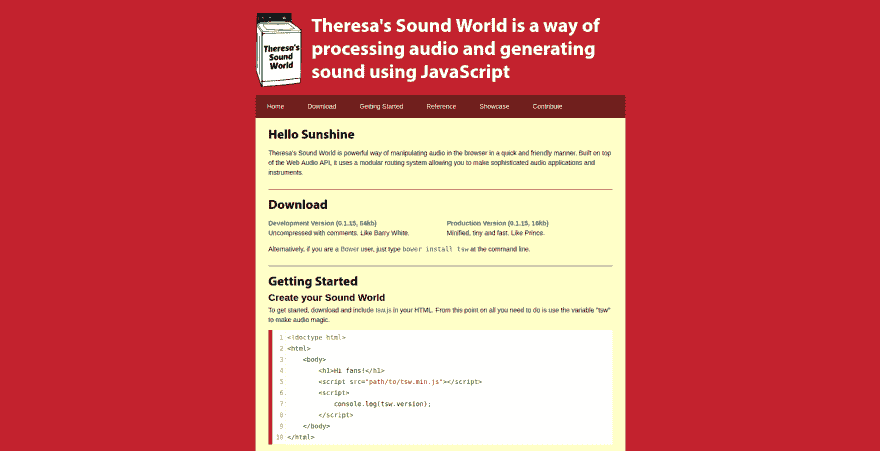 Theresa's
Sound
World
Theresa's Sound World is a way of
processing audio and generating
sound using JavaScript
Home Download Getting Started Reference Showcase Contribute
Hello Sunshine
Theresa's Sound World is powerful way of manipulating audio in the browser in a quick and friendly manner. Built on top
of the Web Audio API, it uses a modular routing system allowing you to make sophisticated audio applications and
instruments.
Download
Development Version (0.1.15, 54kb) Production Version (0.1.15, 16kb)
Uncompressed with comments. Like Barry White. Minified, tiny and fast. Like Prince.
Alternatively, if you are a Bower user, just type bower install tsw at the command line.
Getting Started
Create your Sound World
To get started, download and include tsw.js in your HTML. From this point on all you need to do is use the variable "tsw"
to make audio magic.
1 <!doctype html>
2 <html>
3 <body>
4 <h1>Hi fans!</h1>
5 <script src="path/to/tsw.min.js"></script>
6 <script>
7 console.log(tsw.version);
8 </script>
9 </body>
10 </html>